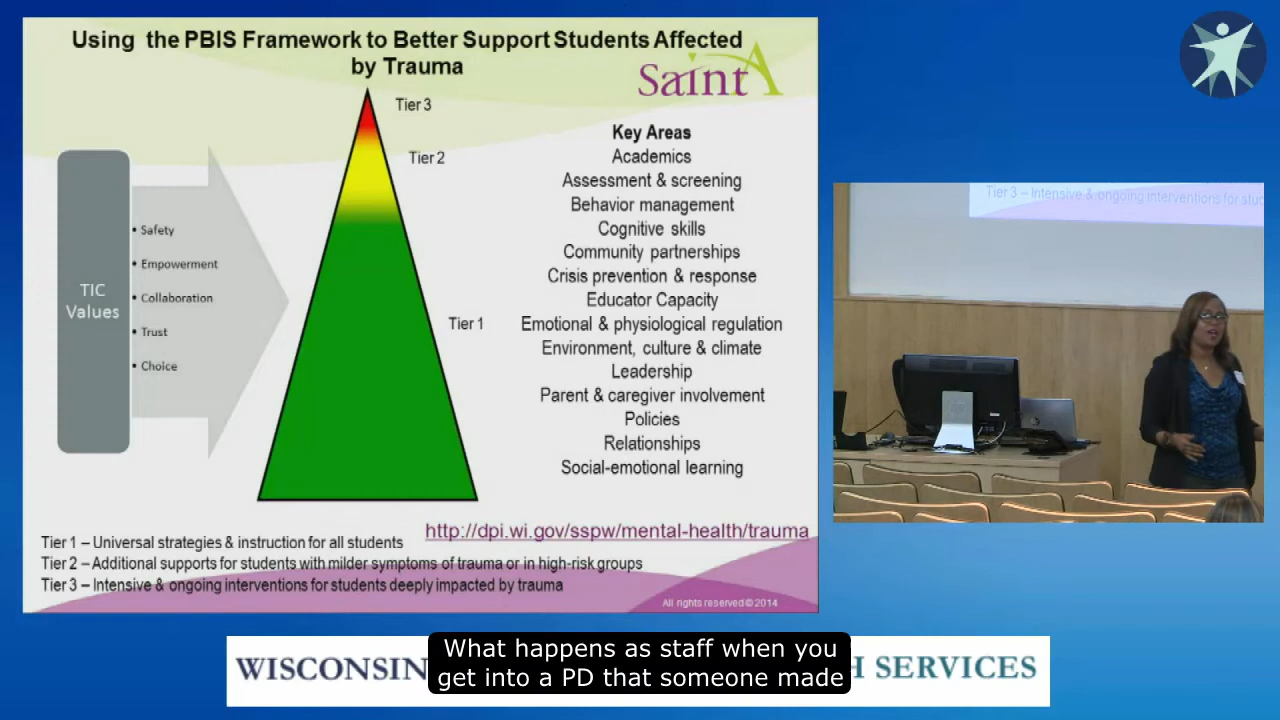 Using the PBIS Framework to Better Support Students Affected
by Trauma
SaintA
Tier 3
Tier 2
Tier 1
TIC
Values
• Safety
• Empowerment
• Collaboration
• Trust
• Choice
Key Areas
Academics
Assessment & screening
Behavior management
Cognitive skills
Community partnerships
Crisis prevention & response
Educator Capacity
Emotional & physiological regulation
Environment, culture & climate
Leadership
Parent & caregiver involvement
Policies
Relationships
Social-emotional learning
http://dpi.wi.gov/sspw/mental-health/trauma
Tier 1 – Universal strategies & instruction for all students
Tier 2 – Additional supports for students with milder symptoms of trauma or in high-risk groups
Tier 3 – Intensive & ongoing interventions for students deeply impacted by trauma
All rights reserved © 2014
Tier 3 – Intensive & ongoing interventions for
WISCONSIN
SERVICES
What happens as staff when you
get into a PD that someone made